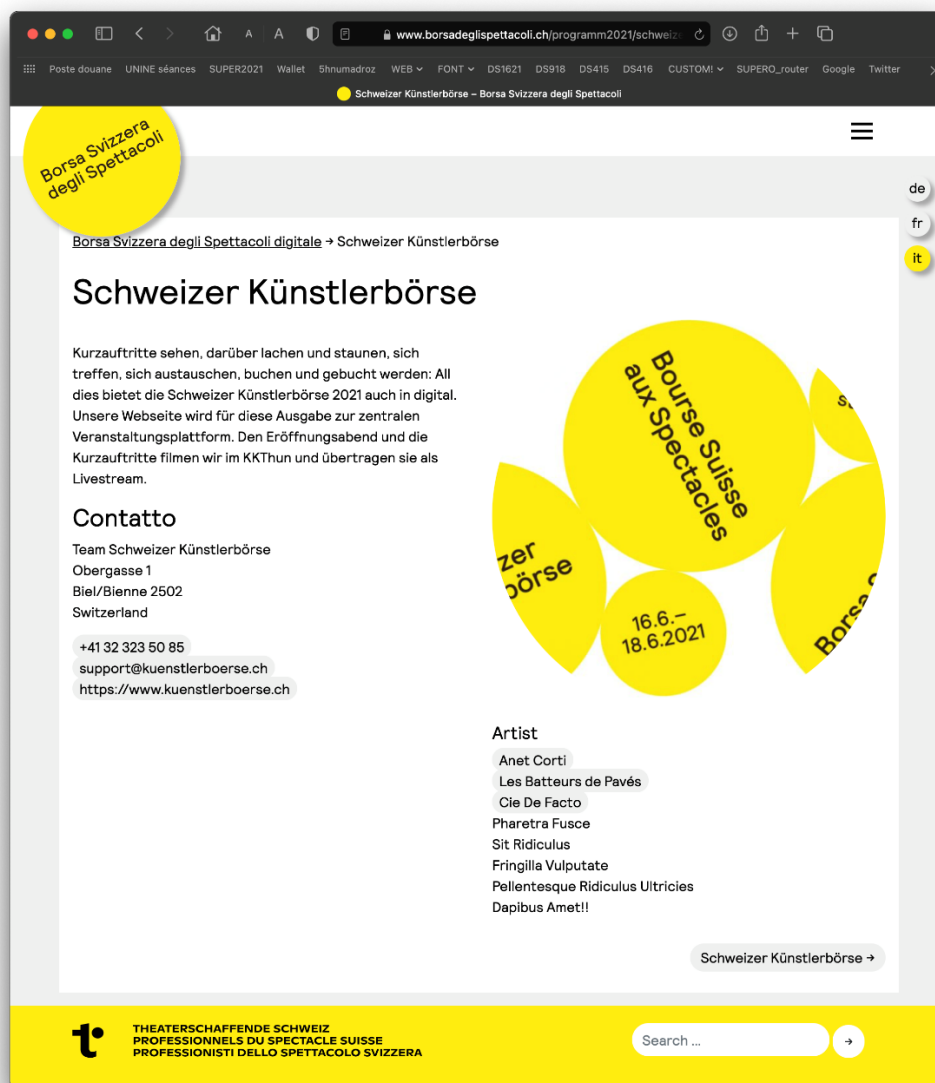 A A www.borsadeglispettacoli.ch/programm2021/schweiz
Poste douane UNINE séances SUPER2021 Wallet 5hnumadroz WEB FONT DS1621 DS918 DS415 DS416 CUSTOM! SUPERO_router Google Twitter
Schweizer Künstlerbörse – Borsa Svizzera degli Spettacoli
Borsa Svizzera
degli Spettacoli
de
fr
it
Borsa Svizzera degli Spettacoli digitale → Schweizer Künstlerbörse
Schweizer Künstlerbörse
Kurzauftritte sehen, darüber lachen und staunen, sich
treffen, sich austauschen, buchen und gebucht werden: All
dies bietet die Schweizer Künstlerbörse 2021 auch in digital.
Unsere Webseite wird für diese Ausgabe zur zentralen
Veranstaltungsplattform. Den Eröffnungsabend und die
Kurzauftritte filmen wir im KKThun und übertragen sie als
Livestream.
Contatto
Team Schweizer Künstlerbörse
Obergasse 1
Biel/Bienne 2502
Switzerland
+41 32 323 50 85
support@kuenstlerboerse.ch
https://www.kuenstlerboerse.ch
Bourse Suisse
aux Spectacles
zer
börse
16.6.–
18.6.2021
Borsa S
Artist
Anet Corti
Les Batteurs de Pavés
Cie De Facto
Pharetra Fusce
Sit Ridiculus
Fringilla Vulputate
Pellentesque Ridiculus Ultricies
Dapibus Amet!!
Schweizer Künstlerbörse →
THEATERSCHAFFENDE SCHWEIZ
PROFESSIONNELS DU SPECTACLE SUISSE
PROFESSIONISTI DELLO SPETTACOLO SVIZZERA
Search ...
→